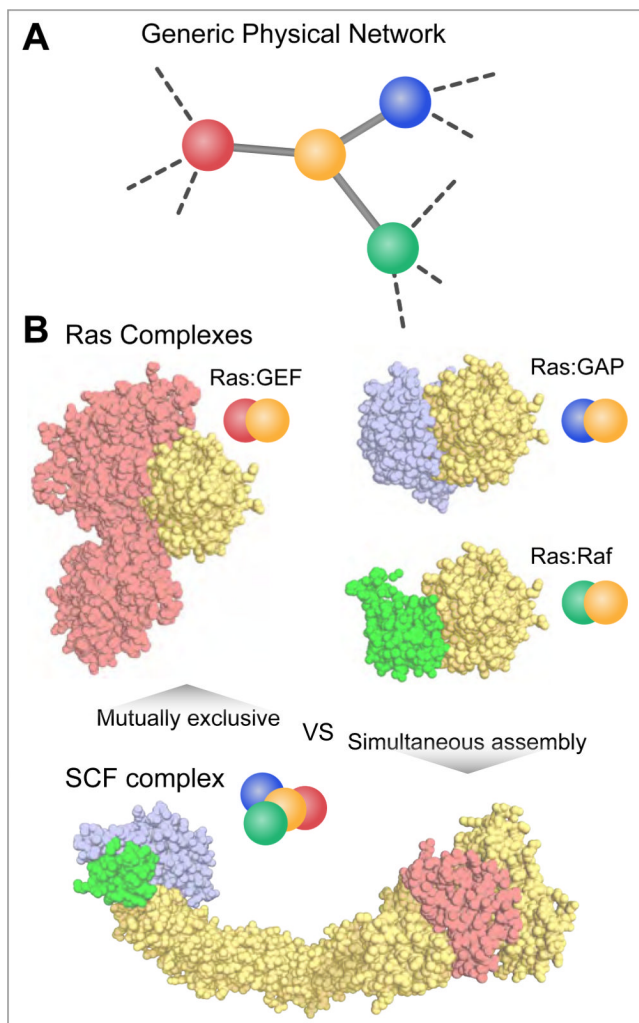 A
Generic Physical Network
B
Ras Complexes
Ras:GEF
Ras:GAP
Ras:Raf
Mutually exclusive
VS
Simultaneous assembly
SCF complex